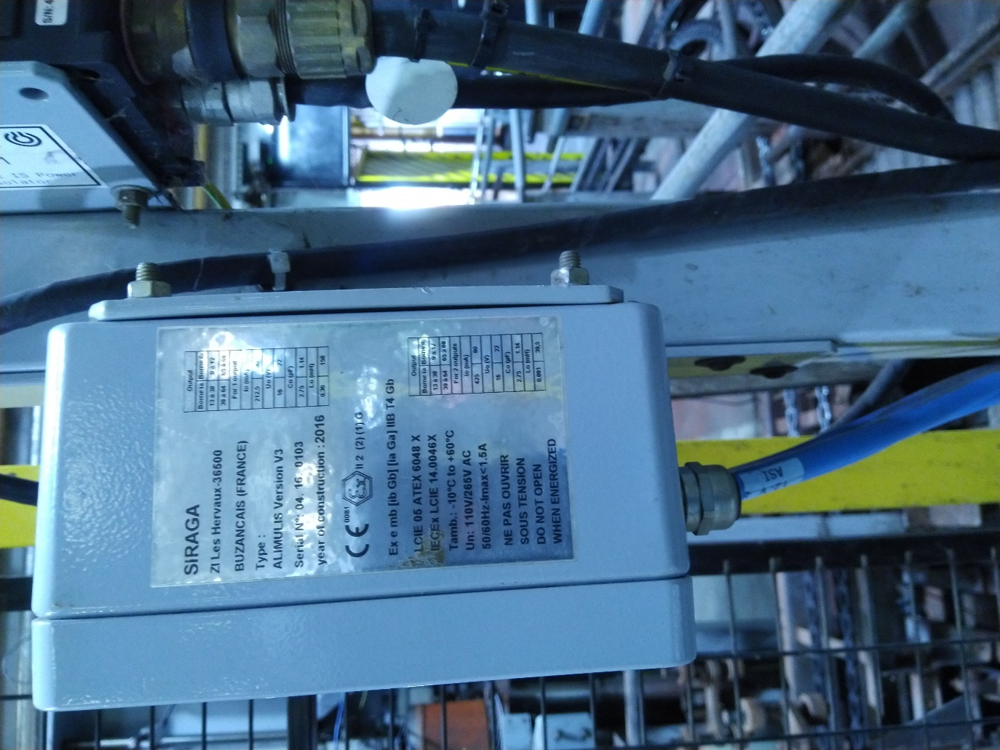 S/N: 4
1
IS Power
SIRAGA
ZI Les Hervaux-36500
BUZANCAIS (FRANCE)
Type :
ALIMULIS Version V3
Serial N°: 04. 16 0103
year of construction : 2016
CE 0081 Ex II 2 (2) (1) G
Ex e mb [ib Gb] [ia Ga] IIB T4 Gb
LCIE 05 ATEX 6048 X
IECEx LCIE 14.0046X
Tamb.: -10°C to +60°C
Un: 110V/265V AC
50/60Hz-Imax<1.5A
NE PAS OUVRIR
SOUS TENSION
DO NOT OPEN
WHEN ENERGIZED
Output
Borne ia Borne ib
13 à 38 9 à 12
39 à 64 65 à 68
For 1 output
Io (mA)
212,5
Uo (V)
16 22
Co (µF)
2.75 1.14
Lo (mH)
0.36 158
Output
Borne ia Borne ib
13 à 38 9 à 12
39 à 64 65 à 68
For 2 outputs
Io (mA)
425 80
Uo (V)
16 22
Co (µF)
2.75 1.14
Lo (mH)
0.091 39,5
ASI